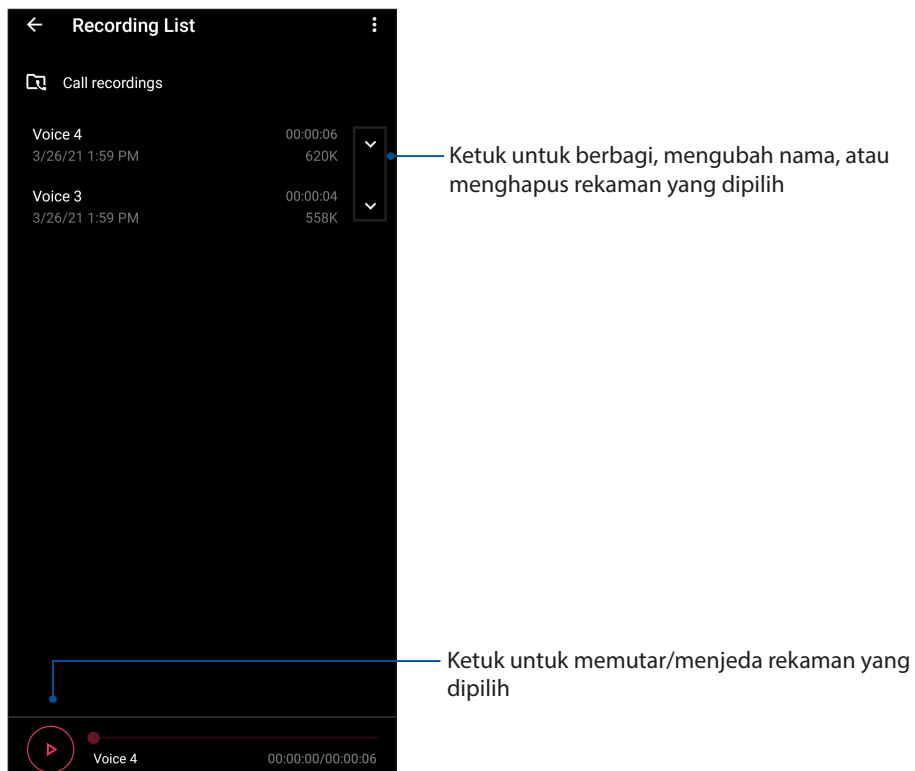 Recording List
Call recordings
Voice 4 00:00:06
3/26/21 1:59 PM 620K
Voice 3 00:00:04
3/26/21 1:59 PM 558K
Ketuk untuk berbagi, mengubah nama, atau
menghapus rekaman yang dipilih
Ketuk untuk memutar/menjeda rekaman yang
dipilih
Voice 4 00:00:00/00:00:06